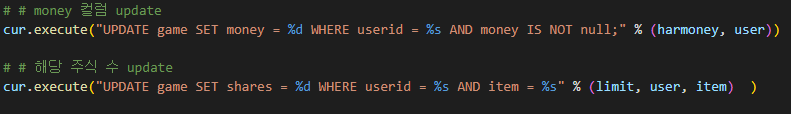 # # money 컬럼 update
cur.execute("UPDATE game SET money = %d WHERE userid = %s AND money IS NOT null;" % (harmoney, user))
# # 해당 주식 수 update
cur.execute("UPDATE game SET shares = %d WHERE userid = %s AND item = %s" % (limit, user, item)  )